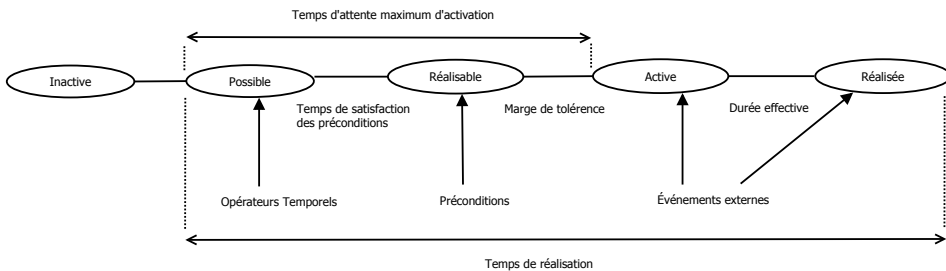 Temps d'attente maximum d'activation
Inactive
Possible
Réalisable
Active
Réalisée
Temps de satisfaction
des préconditions
Marge de tolérence
Durée effective
Opérateurs Temporels
Préconditions
Événements externes
Temps de réalisation